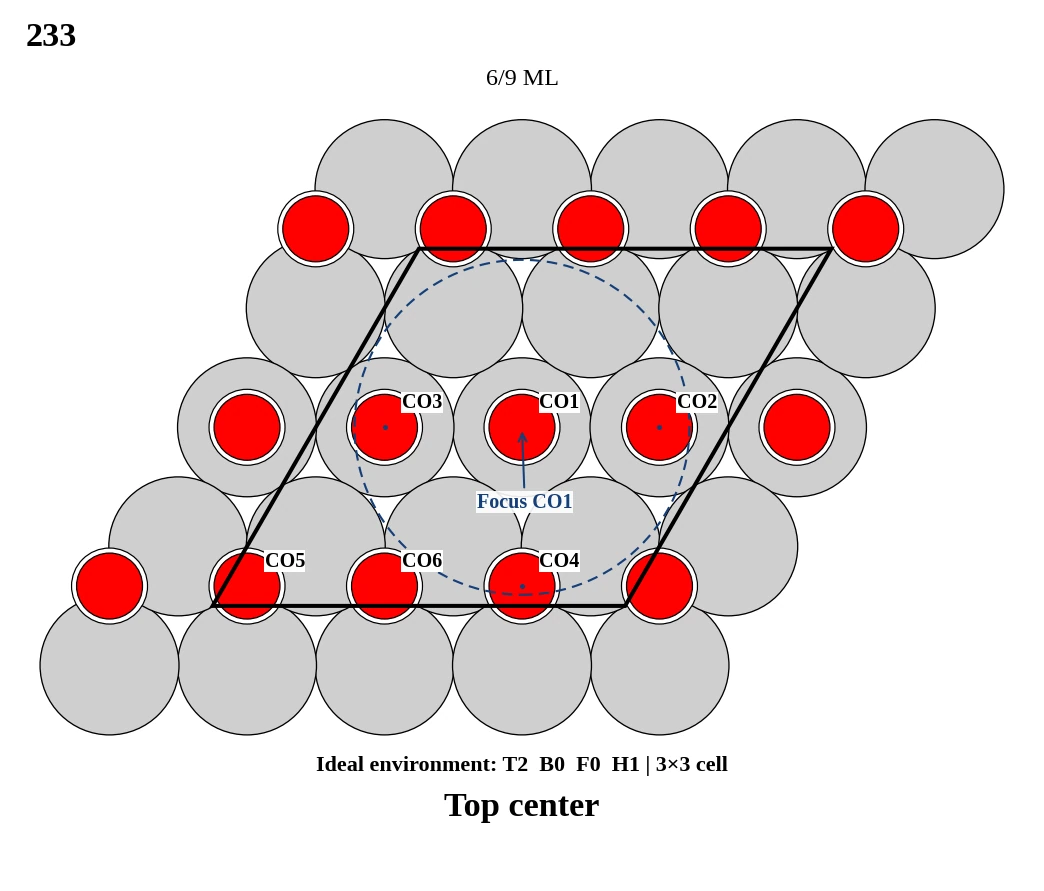 233
6/9 ML
CO3
CO1
CO2
Focus CO1
CO5
CO6
CO4
Ideal environment: T2 B0 F0 H1 | 3×3 cell
Top center